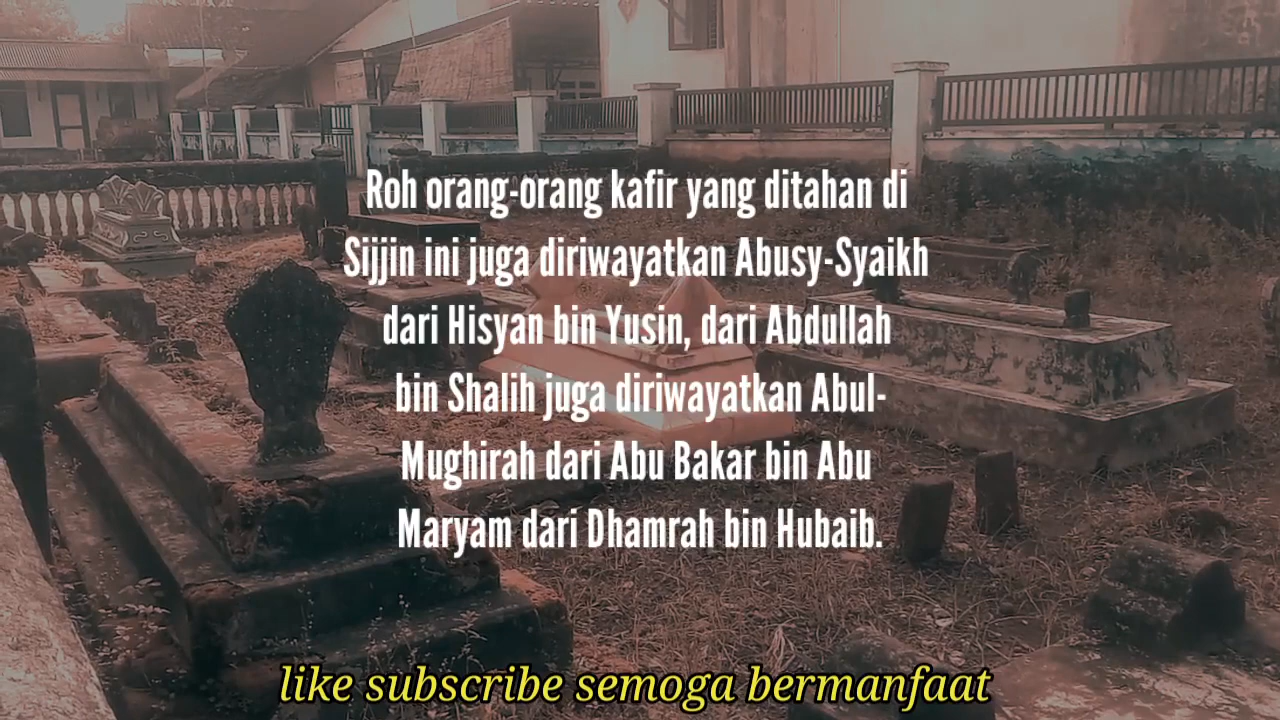 Roh orang-orang kafir yang ditahan di
Sijjin ini juga diriwayatkan Abusy-Syaikh
dari Hisyan bin Yusin, dari Abdullah
bin Shalih juga diriwayatkan Abul-
Mughirah dari Abu Bakar bin Abu
Maryam dari Dhamrah bin Hubaib.
like subscribe semoga bermanfaat